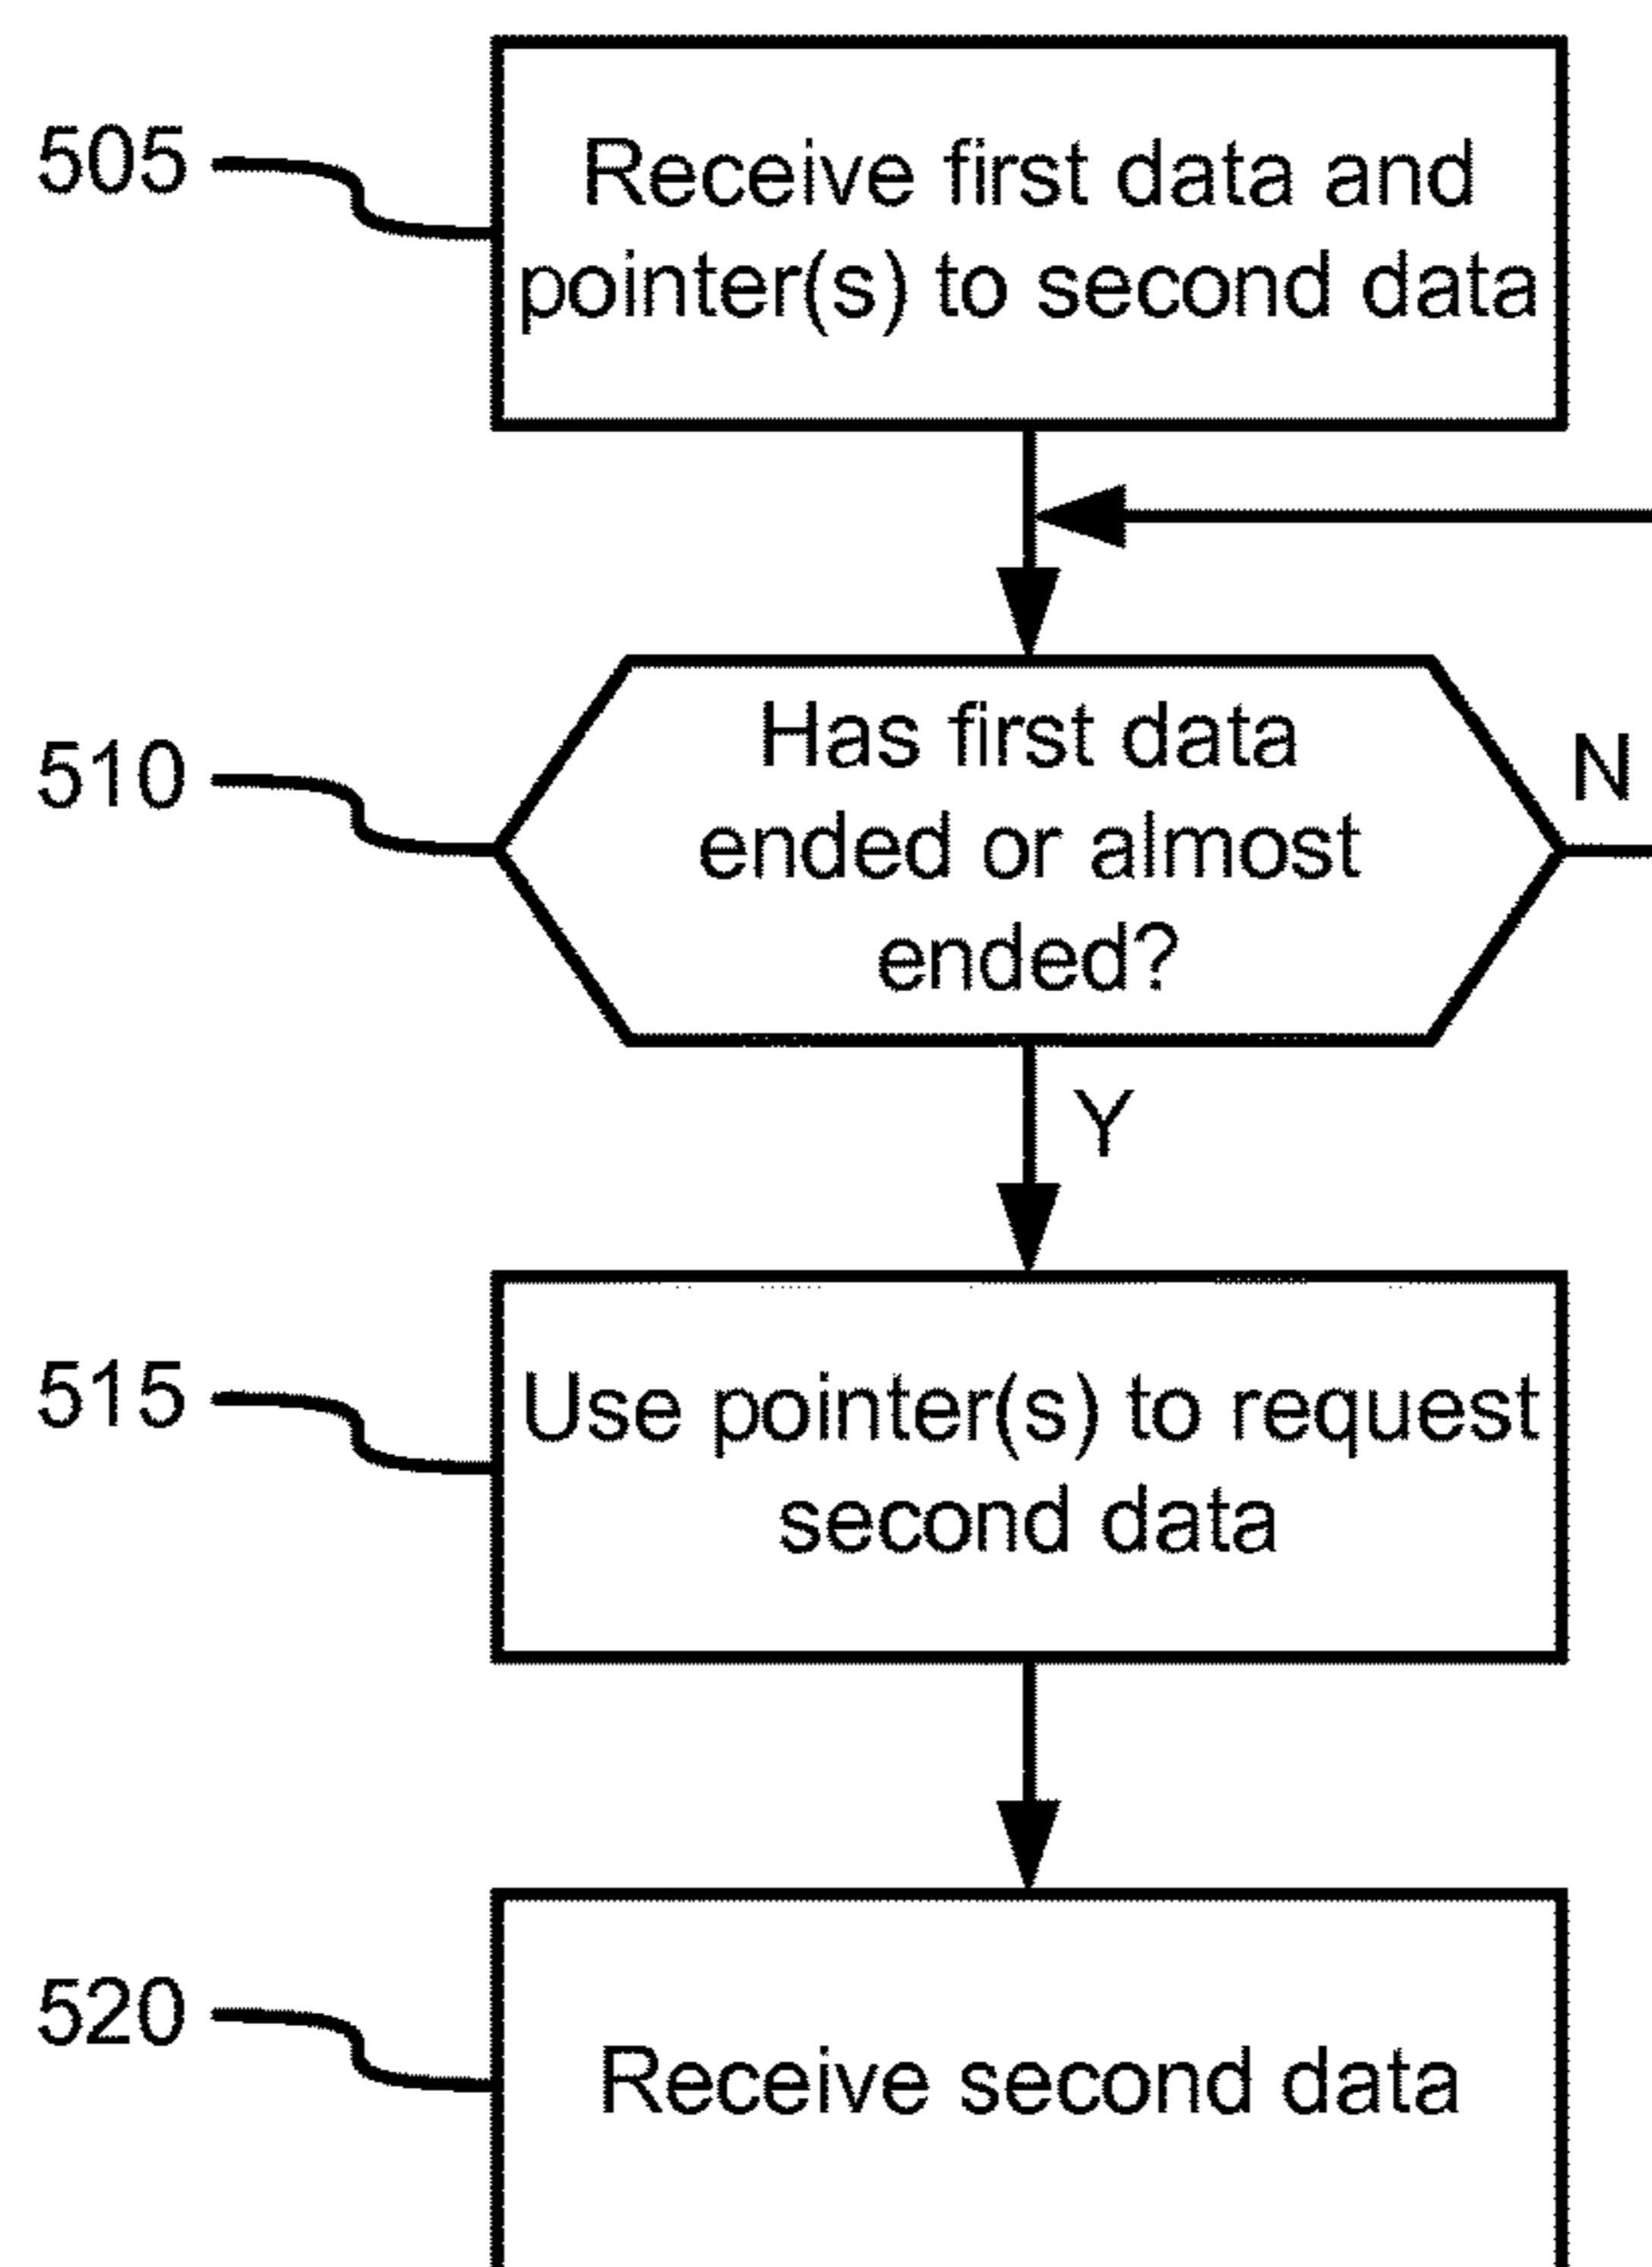 505
Receive first data and
pointer(s) to second data
510
Has first data
ended or almost
ended?
N
Y
515
Use pointer(s) to request
second data
520
Receive second data